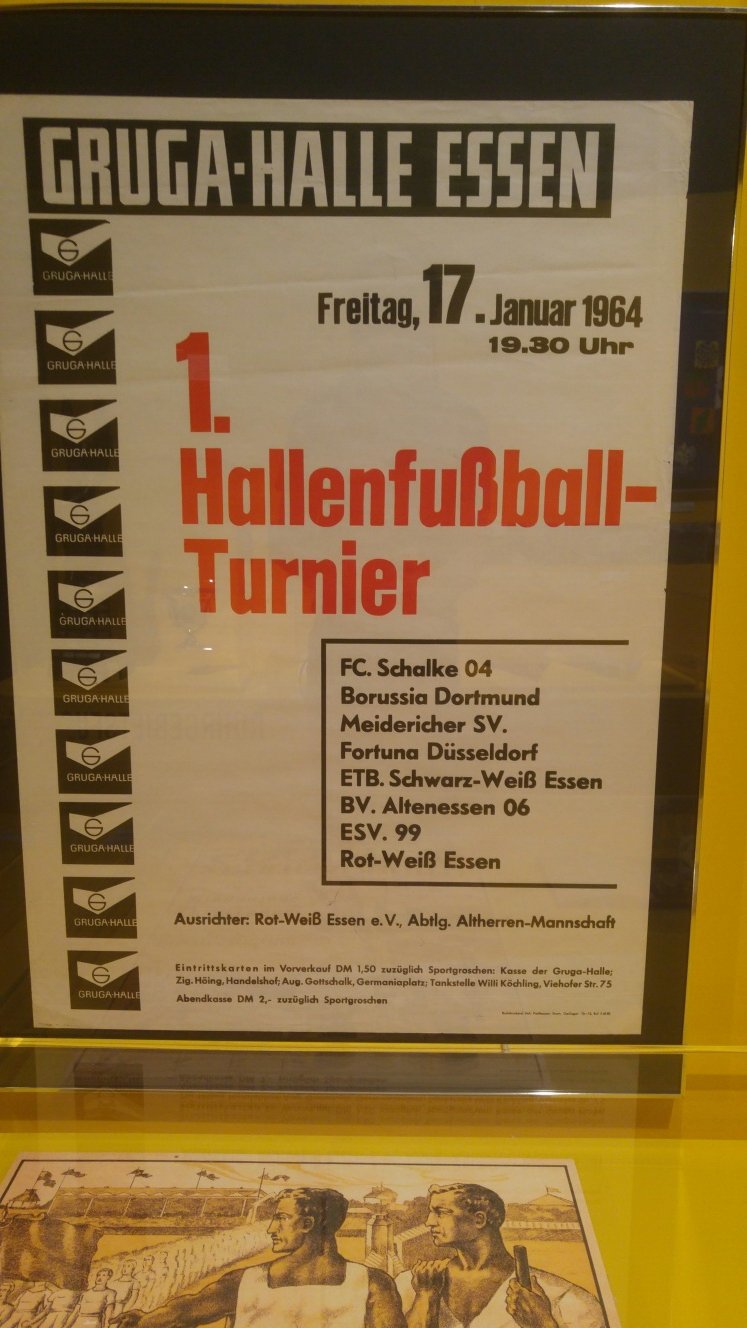 GRUGA-HALLE ESSEN
GRUGA-HALLE
GRUGA-HALLE
GRUGA-HALLE
GRUGA-HALLE
GRUGA-HALLE
GRUGA-HALLE
GRUGA-HALLE
GRUGA-HALLE
GRUGA-HALLE
GRUGA-HALLE
Freitag, 17. Januar 1964
19.30 Uhr
1.
Hallenfußball-
Turnier
FC. Schalke 04
Borussia Dortmund
Meidericher SV.
Fortuna Düsseldorf
ETB. Schwarz-Weiß Essen
BV. Altenessen 06
ESV. 99
Rot-Weiß Essen
Ausrichter: Rot-Weiß Essen e.V., Abtlg. Altherren-Mannschaft
Eintrittskarten im Vorverkauf DM 1,50 zuzüglich Sportgroschen: Kasse der Gruga-Halle;
Zig. Höing, Handelshof; Aug. Gottschalk, Germaniaplatz; Tankstelle Willi Köchling, Viehofer Str. 75
Abendkasse DM 2,- zuzüglich Sportgroschen